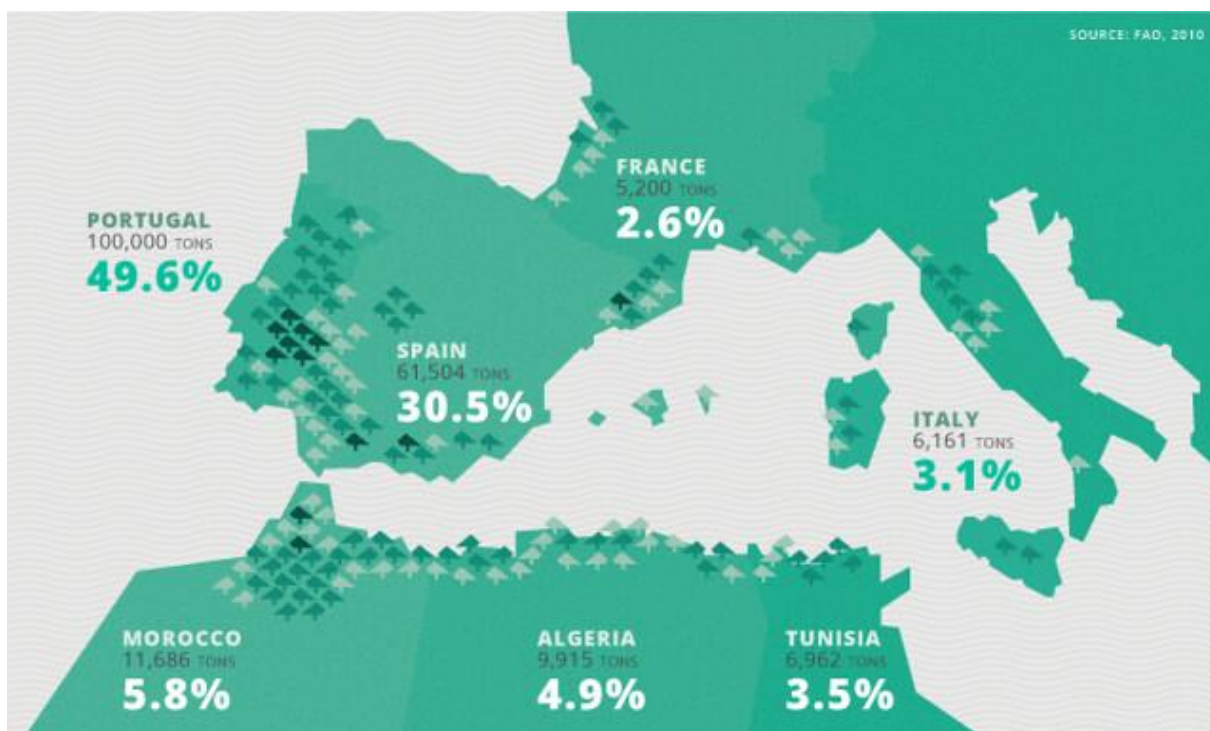 SOURCE: FAO, 2010
FRANCE
5,200 TONS
2.6%
PORTUGAL
100,000 TONS
49.6%
SPAIN
61,504 TONS
30.5%
ITALY
6,161 TONS
3.1%
MOROCCO
11,686 TONS
5.8%
ALGERIA
9,915 TONS
4.9%
TUNISIA
6,962 TONS
3.5%